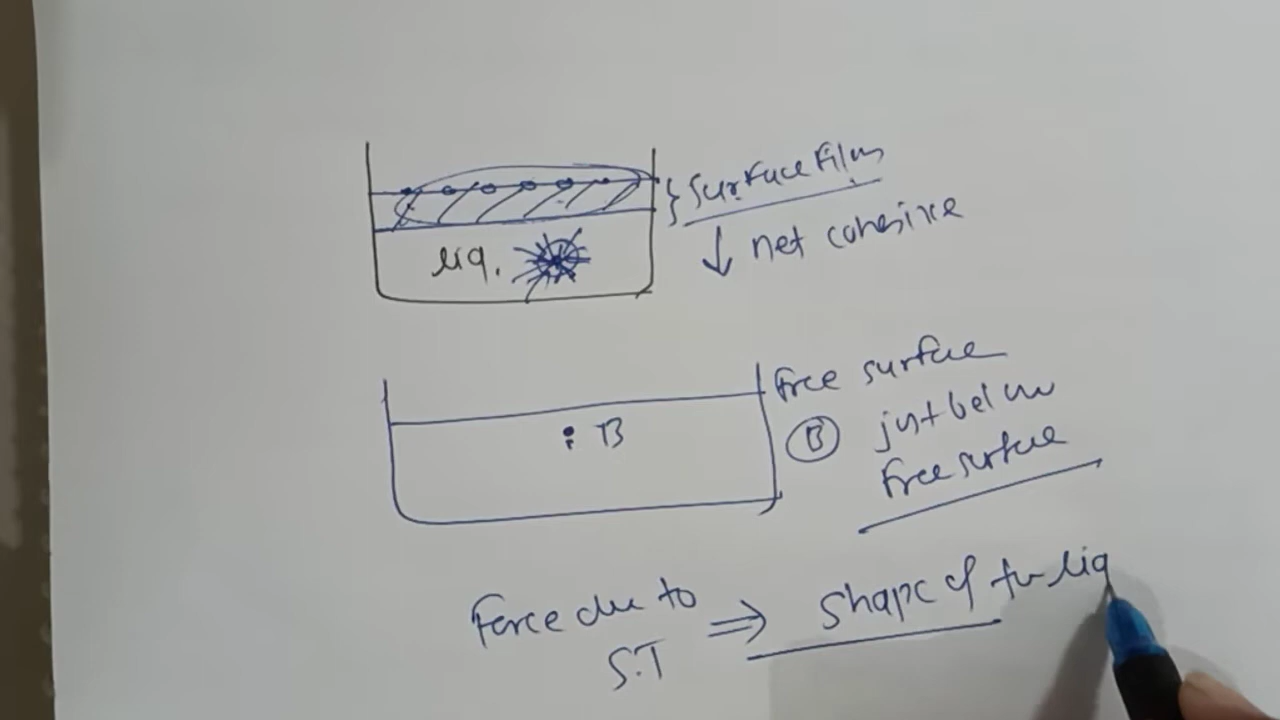 } Surface Film
↓ net cohesive
Liq.
Free surface
B
B just below
Free surface
Force due to
S.T ⇒ Shape of the liq